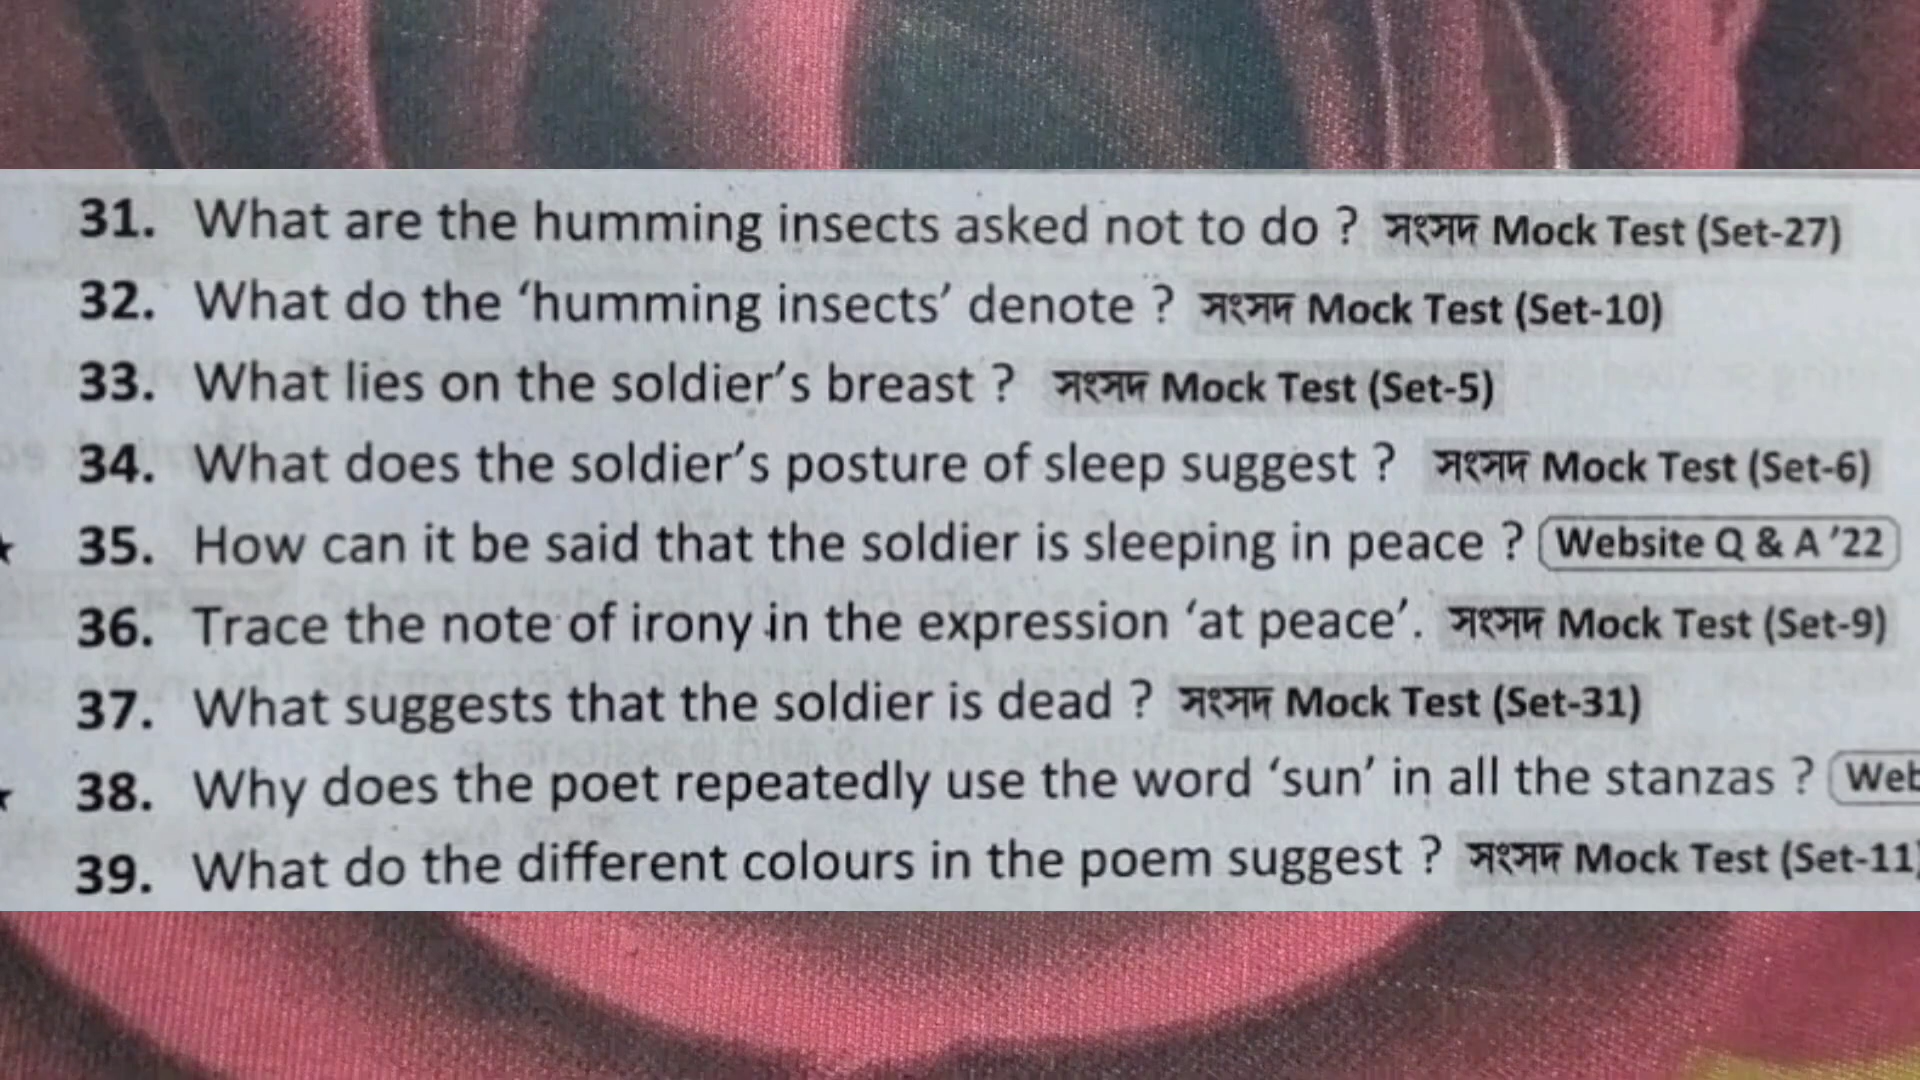 31. What are the humming insects asked not to do ? সংসদ Mock Test (Set-27)
32. What do the ‘humming insects’ denote ? সংসদ Mock Test (Set-10)
33. What lies on the soldier’s breast ? সংসদ Mock Test (Set-5)
34. What does the soldier’s posture of sleep suggest ? সংসদ Mock Test (Set-6)
35. How can it be said that the soldier is sleeping in peace ? Website Q & A ’22
36. Trace the note of irony in the expression ‘at peace’. সংসদ Mock Test (Set-9)
37. What suggests that the soldier is dead ? সংসদ Mock Test (Set-31)
38. Why does the poet repeatedly use the word ‘sun’ in all the stanzas ?
39. What do the different colours in the poem suggest ? সংসদ Mock Test (Set-11)